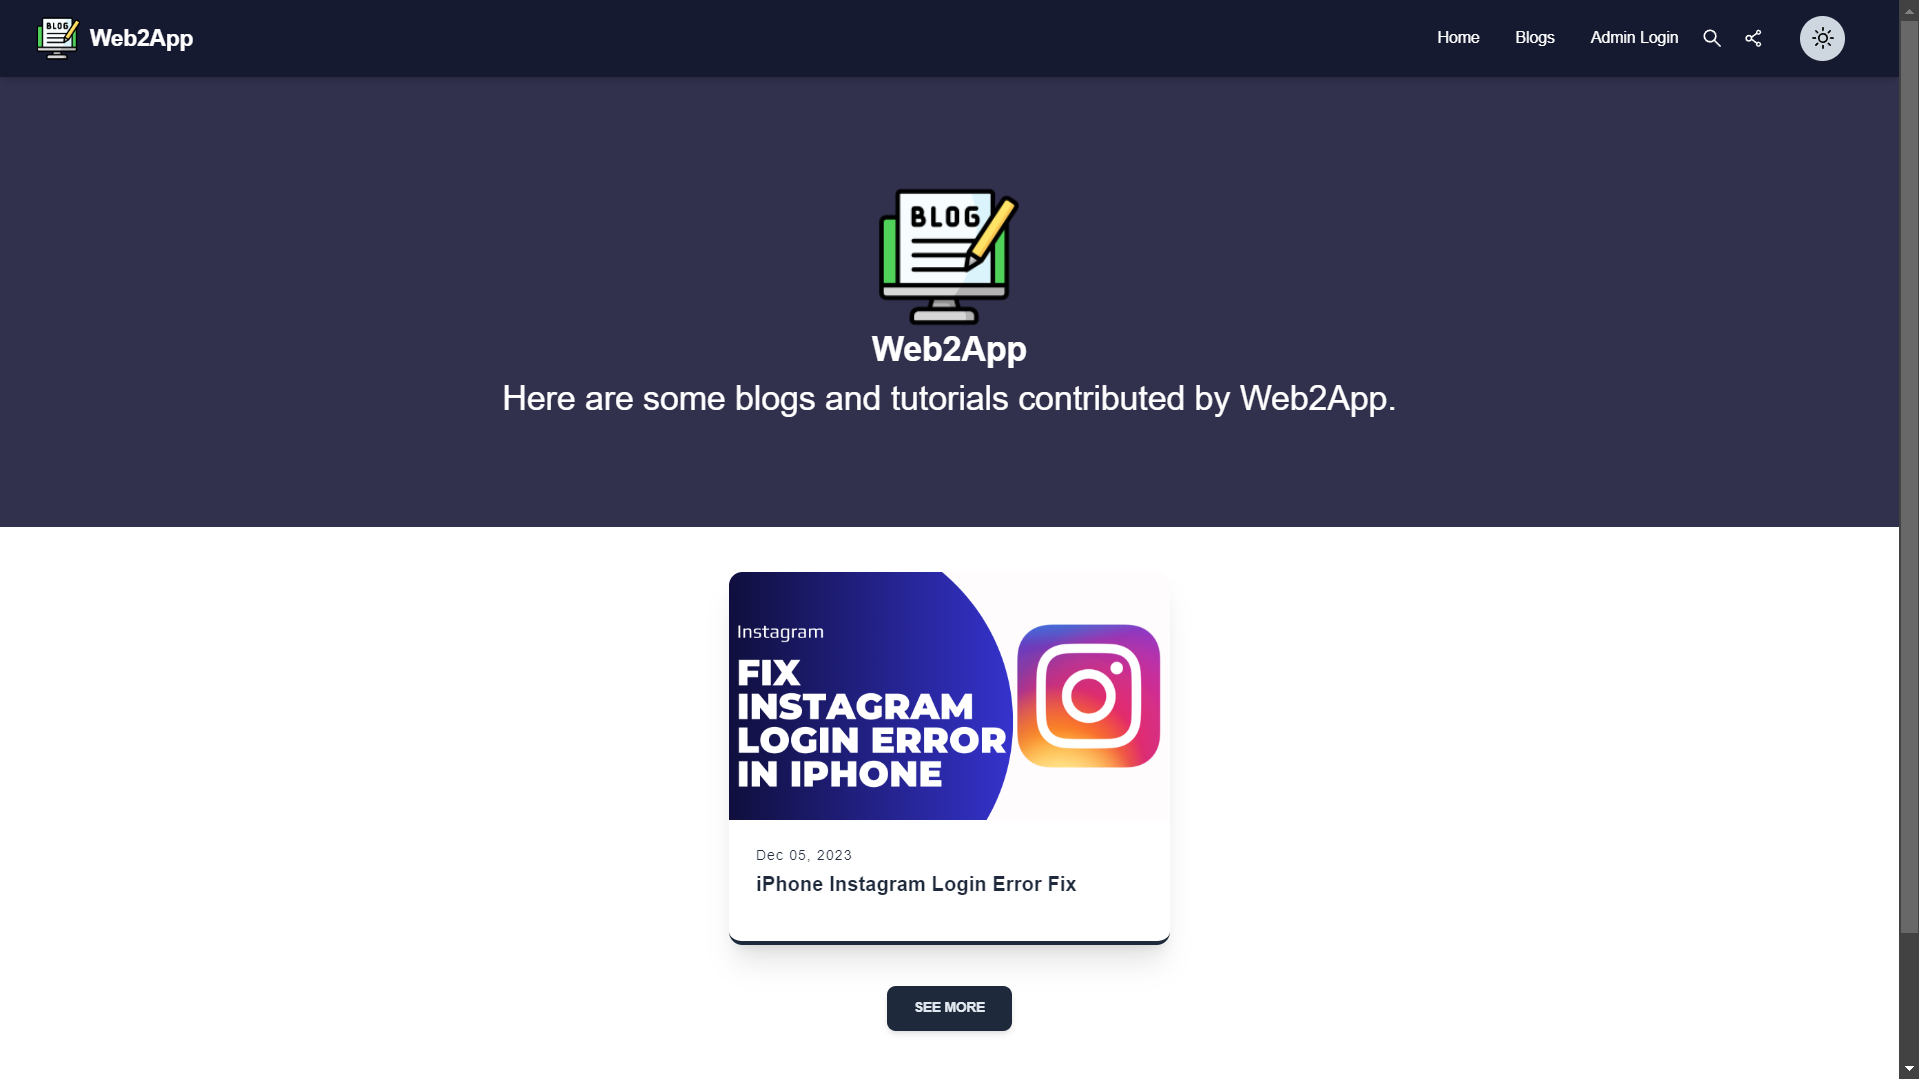 BLOG
Web2App
Home
Blogs
Admin Login
BLOG
Web2App
Here are some blogs and tutorials contributed by Web2App.
Instagram
FIX
INSTAGRAM
LOGIN ERROR
IN IPHONE
Dec 05, 2023
iPhone Instagram Login Error Fix
SEE MORE